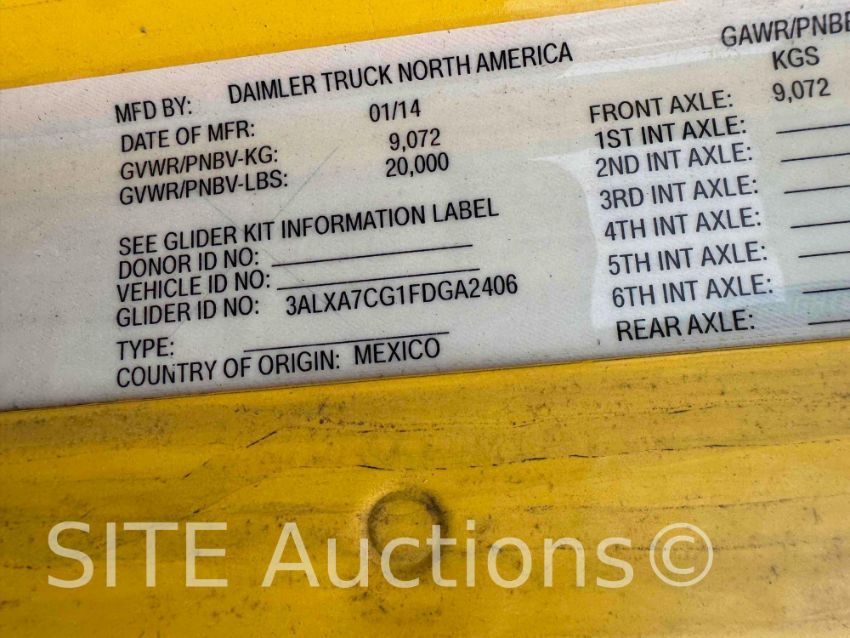 MFD BY: DAIMLER TRUCK NORTH AMERICA
DATE OF MFR: 01/14
GVWR/PNBV-KG: 9,072
GVWR/PNBV-LBS: 20,000
SEE GLIDER KIT INFORMATION LABEL
DONOR ID NO:
VEHICLE ID NO:
GLIDER ID NO: 3ALXA7CG1FDGA2406
TYPE:
COUNTRY OF ORIGIN: MEXICO
KGS
FRONT AXLE: 9,072
1ST INT AXLE:
2ND INT AXLE:
3RD INT AXLE:
4TH INT AXLE:
5TH INT AXLE:
6TH INT AXLE:
REAR AXLE:
SITE Auctions©